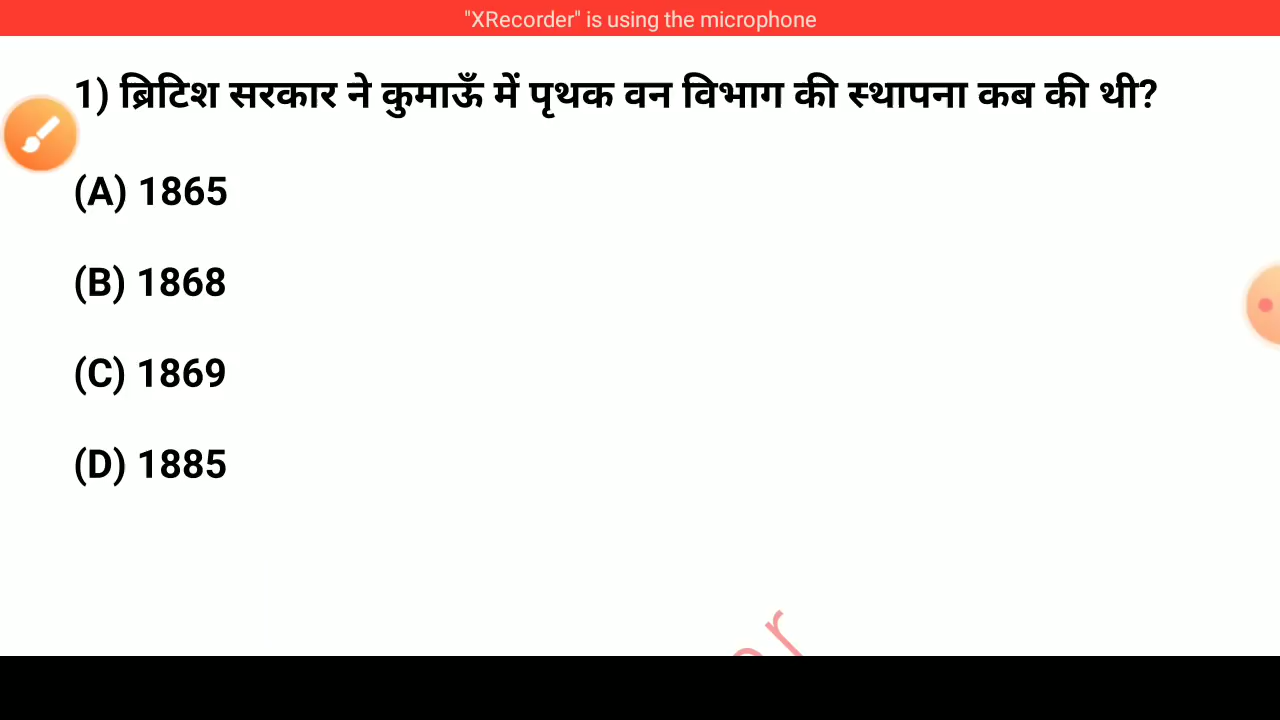 "XRecorder" is using the microphone
1) ब्रिटिश सरकार ने कुमाऊँ में पृथक वन विभाग की स्थापना कब की थी?
(A) 1865
(B) 1868
(C) 1869
(D) 1885